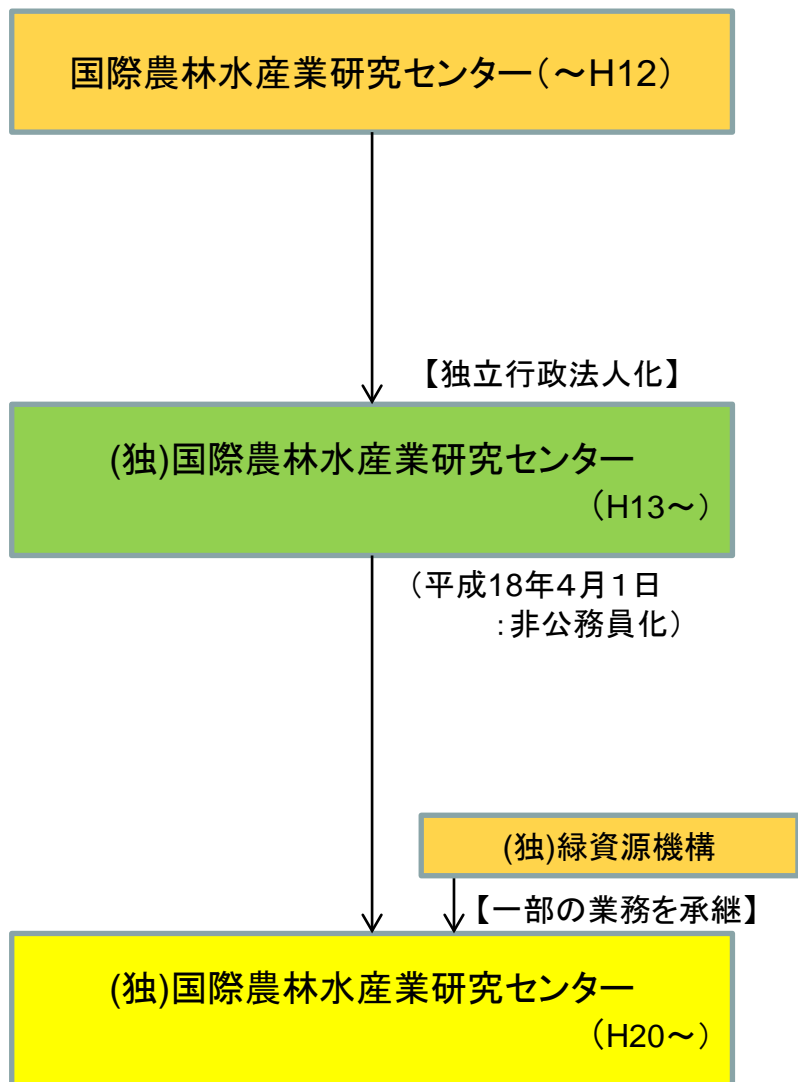 国際農林水産業研究センター（～H12）
【独立行政法人化】
(独)国際農林水産業研究センター
（H13～）
（平成18年４月１日
：非公務員化）
(独)緑資源機構
【一部の業務を承継】
(独)国際農林水産業研究センター
（H20～）